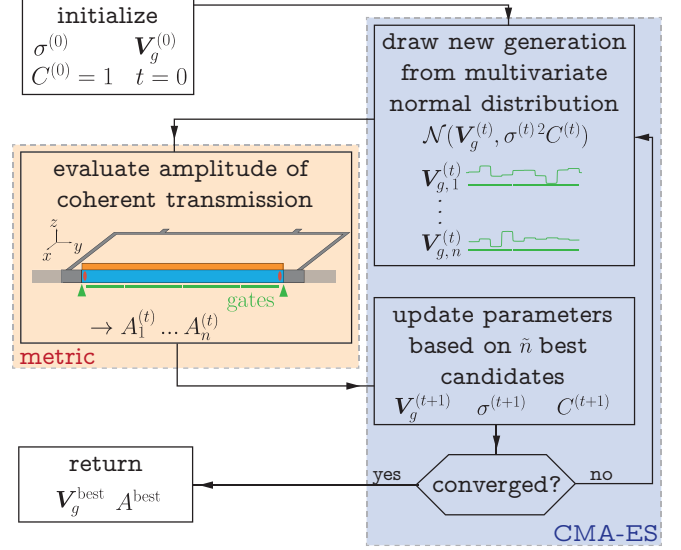 initialize
σ^(0) V_g^(0)
C^(0) = 1 t = 0
draw new generation
from multivariate
normal distribution
𝒩(V_g^(t), σ^(t) 2 C^(t))
V_g,1^(t)
⋮
V_g,n^(t)
evaluate amplitude of
coherent transmission
z
y
x
gates
→ A_1^(t) ... A_n^(t)
metric
update parameters
based on ñ best
candidates
V_g^(t+1) σ^(t+1) C^(t+1)
converged?
yes
no
return
V_g^best A^best
CMA-ES